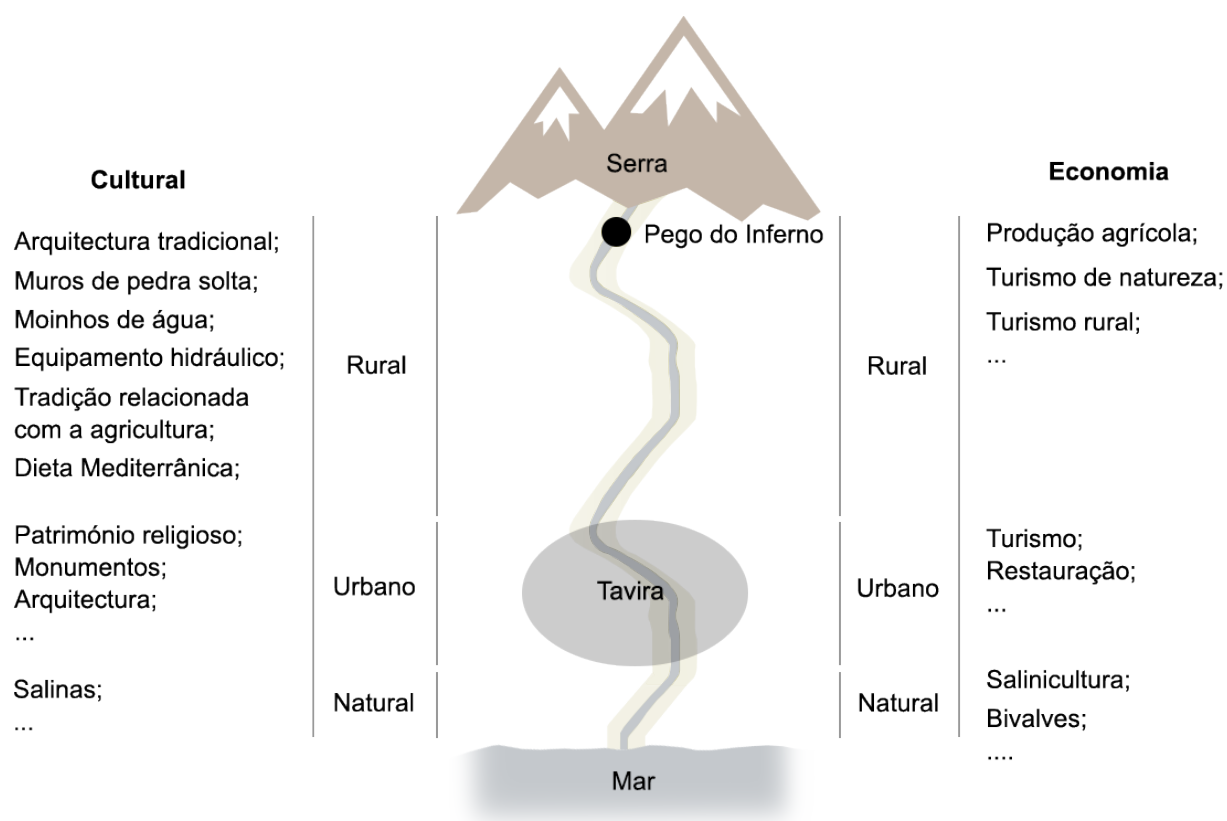 Cultural
Arquitectura tradicional;
Muros de pedra solta;
Moinhos de água;
Equipamento hidráulico;
Tradição relacionada
com a agricultura;
Dieta Mediterrânica;
Património religioso;
Monumentos;
Arquitectura;
...
Salinas;
...
Rural
Urbano
Natural
Serra
Pego do Inferno
Tavira
Mar
Rural
Urbano
Natural
Economia
Produção agrícola;
Turismo de natureza;
Turismo rural;
...
Turismo;
Restauração;
...
Salinicultura;
Bivalves;
....